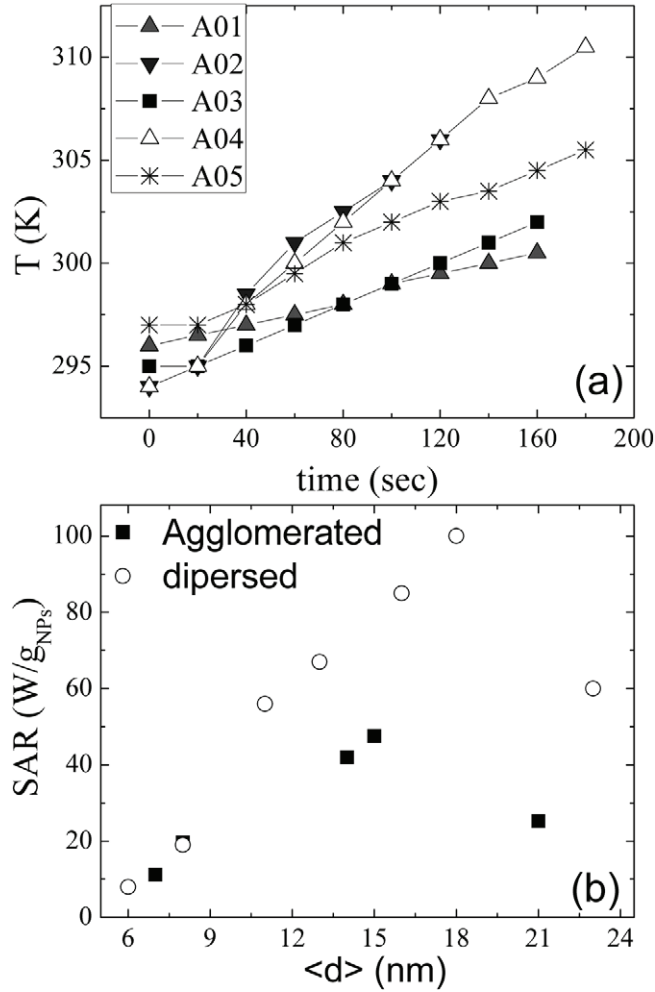 310
305
300
295
T (K)
A01
A02
A03
A04
A05
(a)
0 40 80 120 160 200
time (sec)
100
80
60
40
20
0
SAR (W/g_NPs)
Agglomerated
dipersed
(b)
6 9 12 15 18 21 24
<d> (nm)